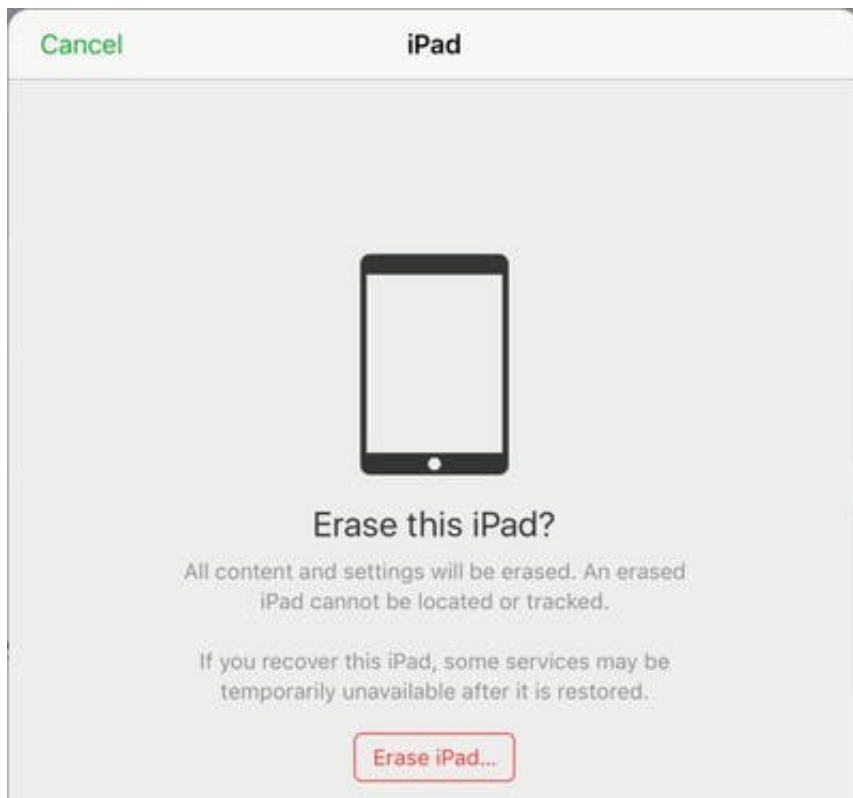 Cancel
iPad
Erase this iPad?
All content and settings will be erased. An erased
iPad cannot be located or tracked.
If you recover this iPad, some services may be
temporarily unavailable after it is restored.
Erase iPad...